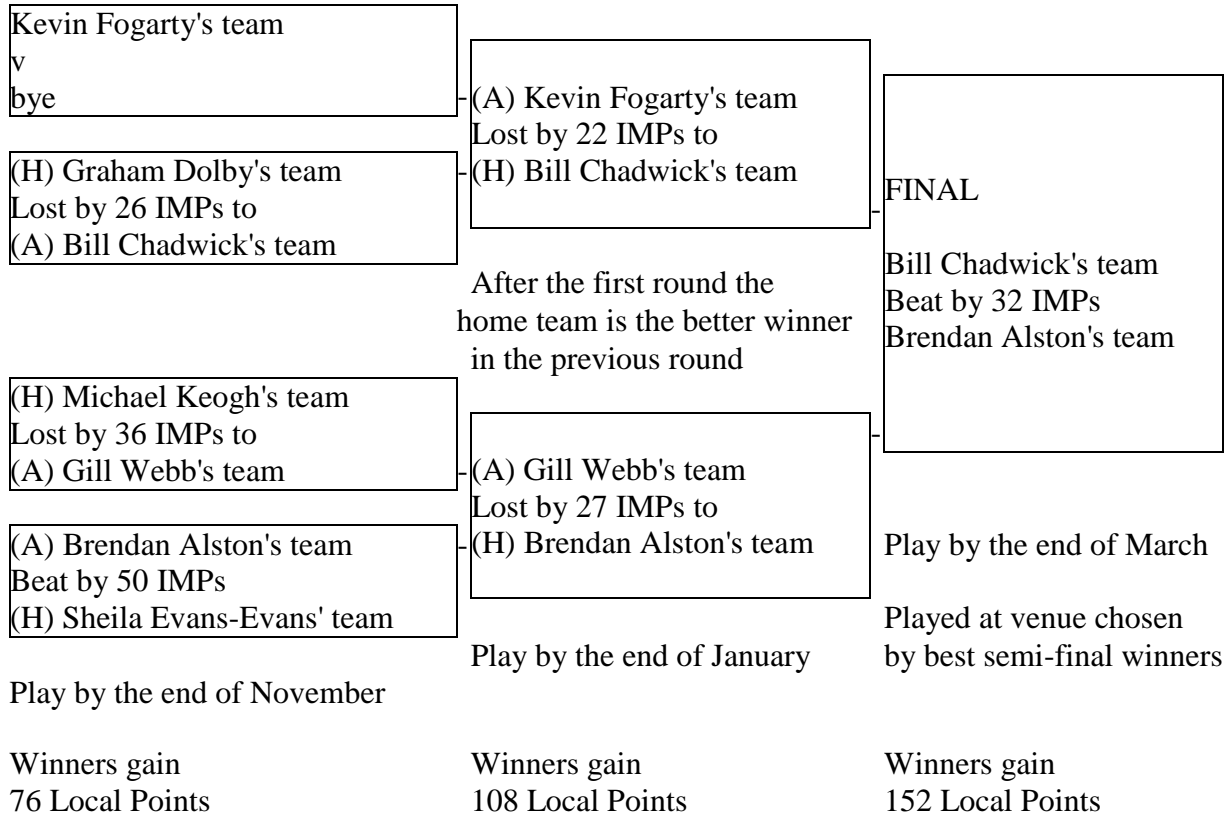 Kevin Fogarty's team
v
bye
(H) Graham Dolby's team
Lost by 26 IMPs to
(A) Bill Chadwick's team
(H) Michael Keogh's team
Lost by 36 IMPs to
(A) Gill Webb's team
(A) Brendan Alston's team
Beat by 50 IMPs
(H) Sheila Evans-Evans' team
Play by the end of November
Winners gain
76 Local Points
-(A) Kevin Fogarty's team
Lost by 22 IMPs to
-(H) Bill Chadwick's team
After the first round the
home team is the better winner
in the previous round
-(A) Gill Webb's team
Lost by 27 IMPs to
-(H) Brendan Alston's team
Play by the end of January
Winners gain
108 Local Points
-
FINAL
Bill Chadwick's team
Beat by 32 IMPs
Brendan Alston's team
-
Play by the end of March
Played at venue chosen
by best semi-final winners
Winners gain
152 Local Points